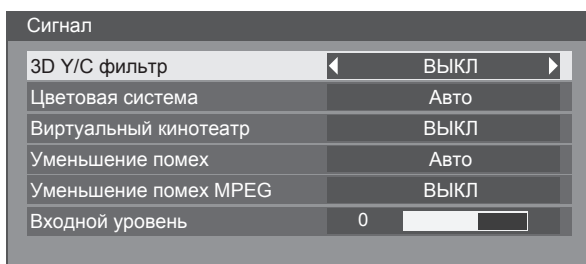 Сигнал
3D Y/C фильтр ВЫКЛ
Цветовая система Авто
Виртуальный кинотеатр ВЫКЛ
Уменьшение помех Авто
Уменьшение помех MPEG ВЫКЛ
Входной уровень 0